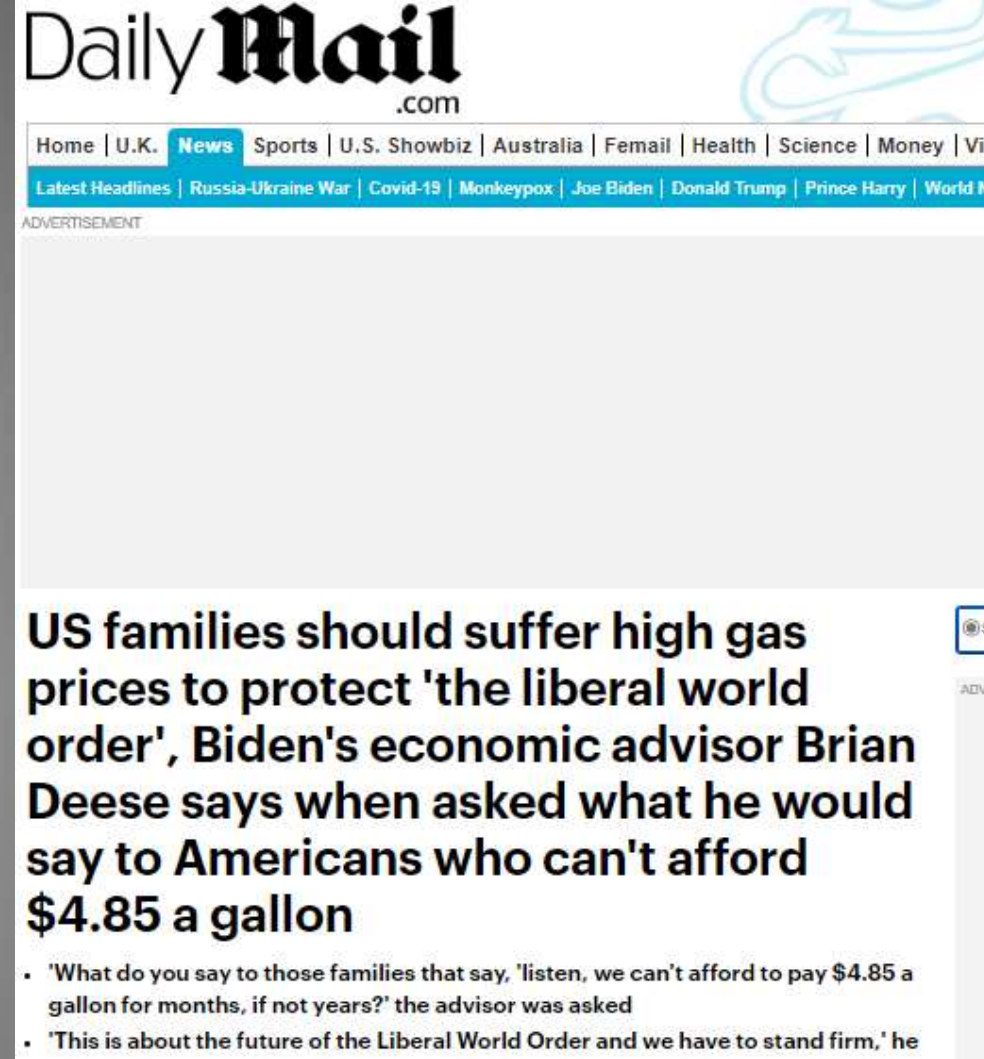 Daily Mail
.com
Home | U.K. News Sports | U.S. Showbiz | Australia | Femail | Health | Science | Money |
Latest Headlines | Russia-Ukraine War | Covid-19 | Monkeypox | Joe Biden | Donald Trump | Prince Harry | World
ADVERTISEMENT
US families should suffer high gas
prices to protect 'the liberal world
order', Biden's economic advisor Brian
Deese says when asked what he would
say to Americans who can't afford
$4.85 a gallon
• 'What do you say to those families that say, 'listen, we can't afford to pay $4.85 a
gallon for months, if not years?' the advisor was asked
• 'This is about the future of the Liberal World Order and we have to stand firm,' he